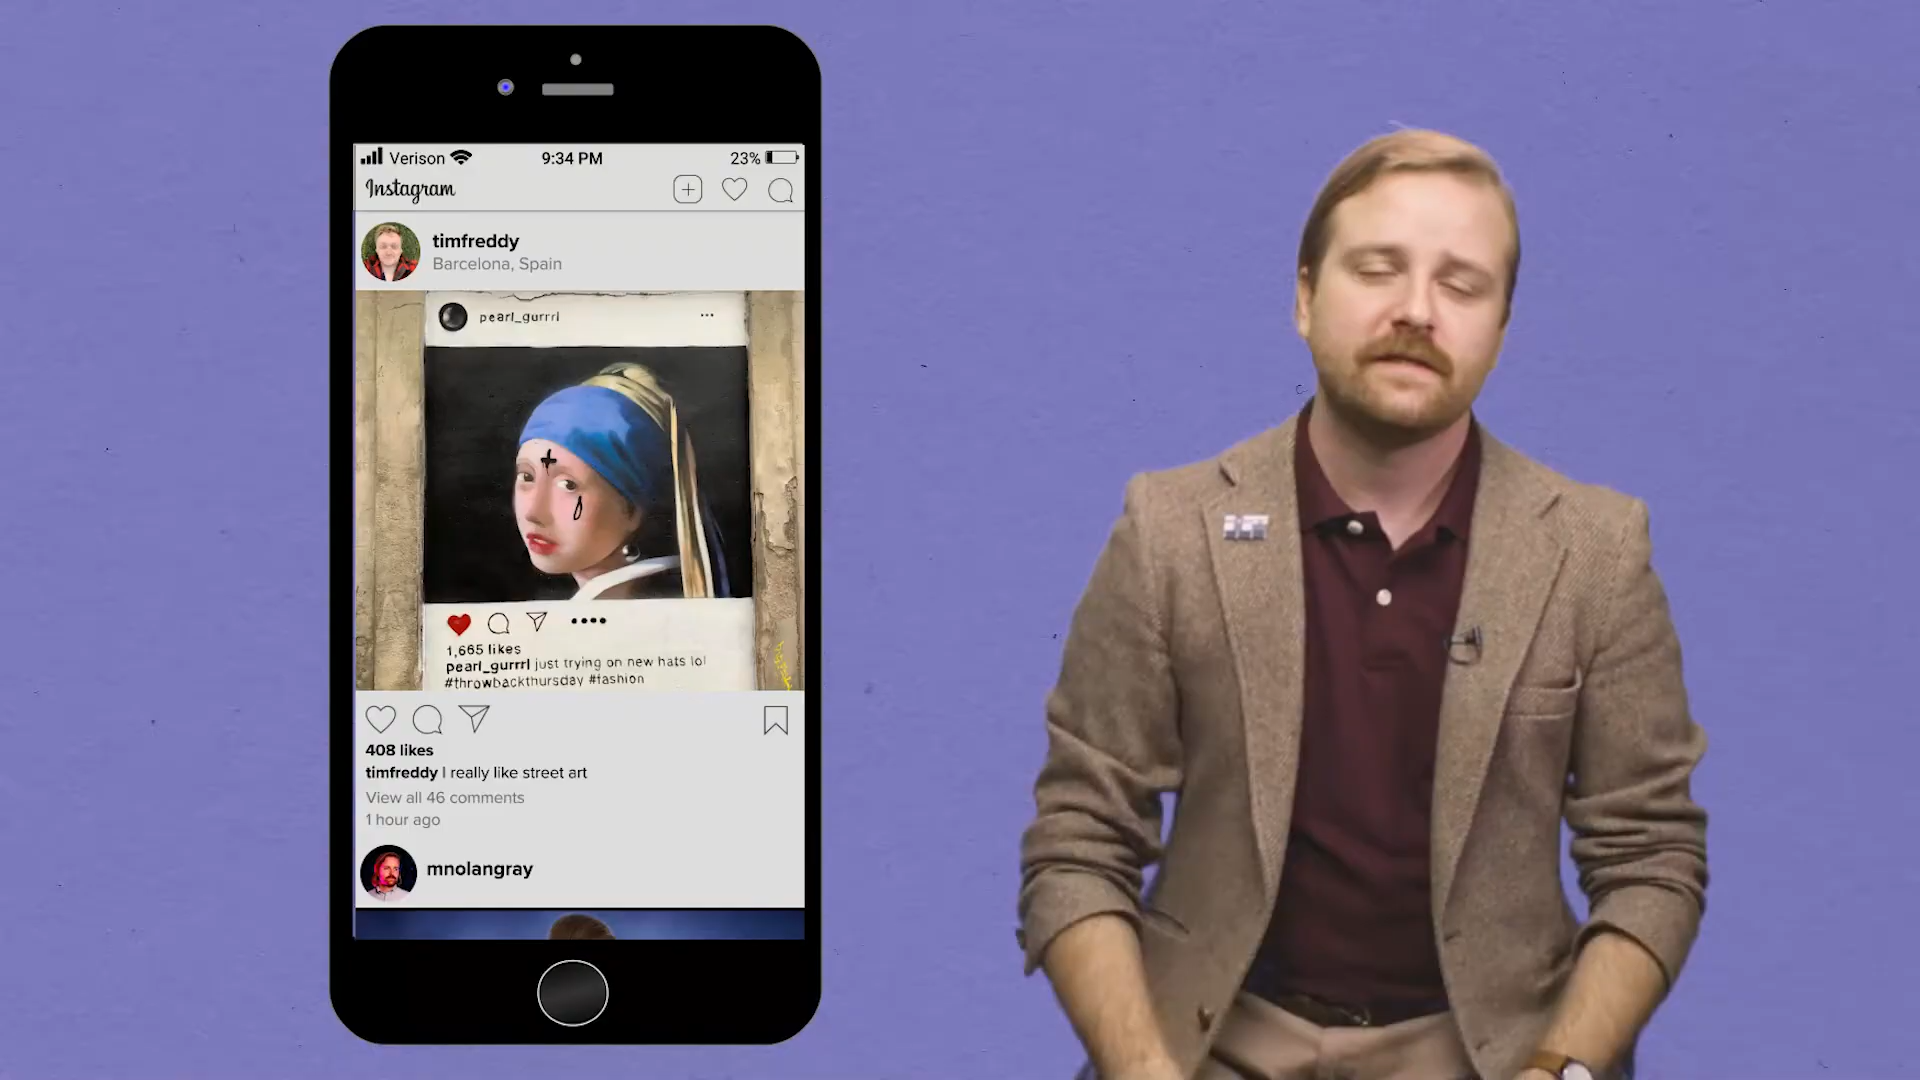 Verison 9:34 PM 23%
Instagram
timfreddy
Barcelona, Spain
pearl_gurrrl
1,665 likes
pearl_gurrrl just trying on new hats lol
#throwbackthursday #fashion
408 likes
timfreddy I really like street art
View all 46 comments
1 hour ago
mnolangray